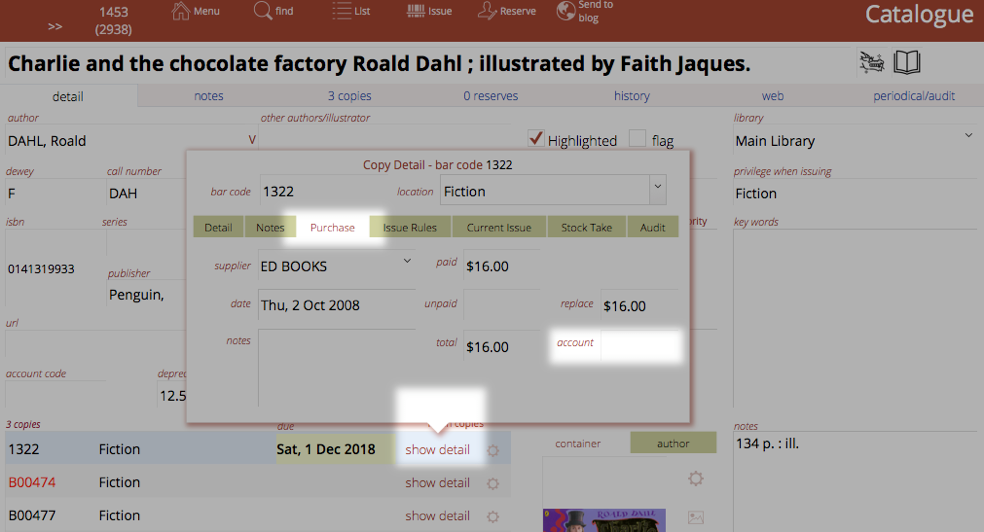 >>
1453
(2938)
Menu
find
List
Issue
Reserve
Send to
blog
Catalogue
Charlie and the chocolate factory Roald Dahl ; illustrated by Faith Jaques.
detail notes 3 copies 0 reserves history web periodical/audit
author other authors/illustrator library
DAHL, Roald V Highlighted flag Main Library
dewey call number privilege when issuing
F DAH Fiction
isbn series key words
0141319933
publisher
Penguin,
url
account code
12.5
Copy Detail - bar code 1322
bar code 1322 location Fiction
Detail Notes Purchase Issue Rules Current Issue Stock Take Audit
supplier ED BOOKS paid $16.00
date Thu, 2 Oct 2008 unpaid replace $16.00
notes total $16.00 account
3 copies due copies notes
1322 Fiction Sat, 1 Dec 2018 show detail container author 134 p. : ill.
B00474 Fiction show detail
B00477 Fiction show detail
ROALD DAHL